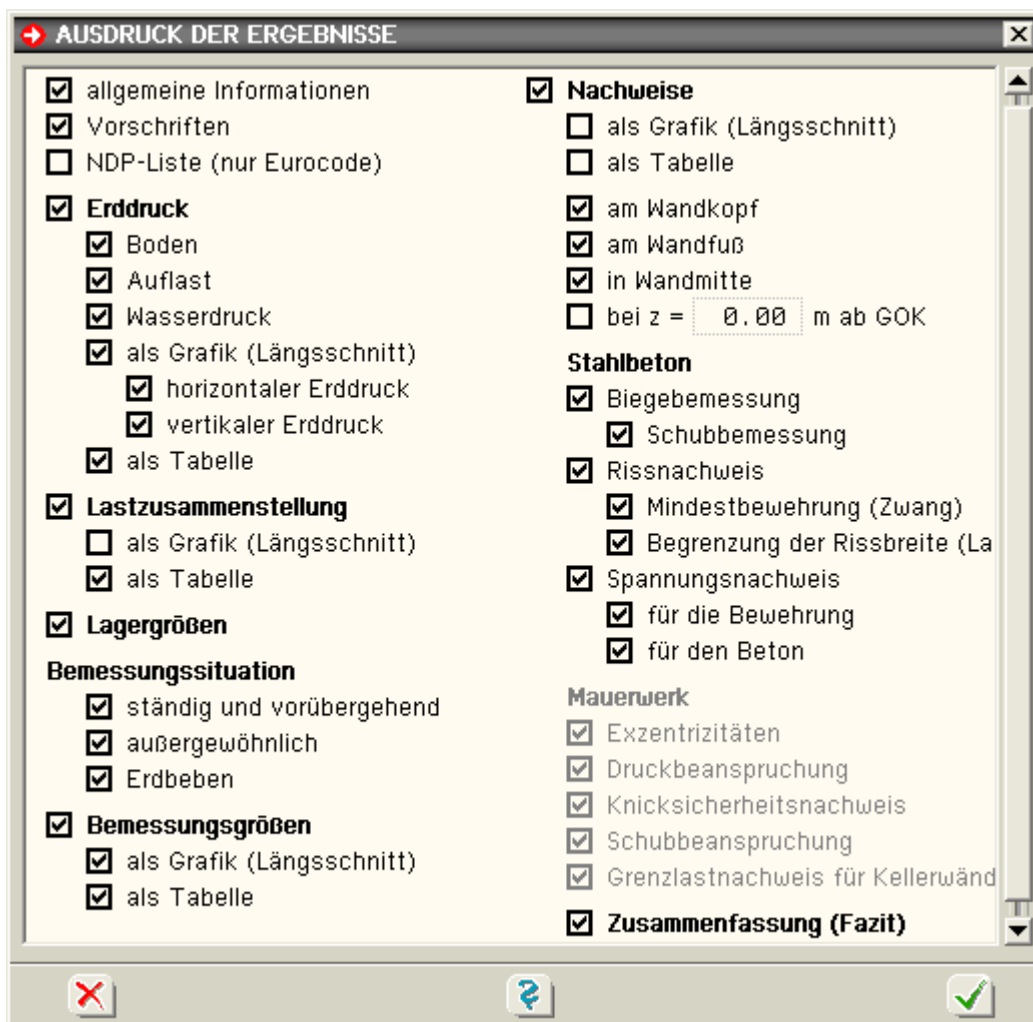 AUSDRUCK DER ERGEBNISSE
allgemeine Informationen
Vorschriften
NDP-Liste (nur Eurocode)
Erddruck
Boden
Auflast
Wasserdruck
als Grafik (Längsschnitt)
horizontaler Erddruck
vertikaler Erddruck
als Tabelle
Lastzusammenstellung
als Grafik (Längsschnitt)
als Tabelle
Lagergrößen
Bemessungssituation
ständig und vorübergehend
außergewöhnlich
Erdbeben
Bemessungsgrößen
als Grafik (Längsschnitt)
als Tabelle
Nachweise
als Grafik (Längsschnitt)
als Tabelle
am Wandkopf
am Wandfuß
in Wandmitte
bei z = 0.00 m ab GOK
Stahlbeton
Biegebemessung
Schubbemessung
Rissnachweis
Mindestbewehrung (Zwang)
Begrenzung der Rissbreite (La
Spannungsnachweis
für die Bewehrung
für den Beton
Mauerwerk
Exzentrizitäten
Druckbeanspruchung
Knicksicherheitsnachweis
Schubbeanspruchung
Grenzlastnachweis für Kellerwänd
Zusammenfassung (Fazit)